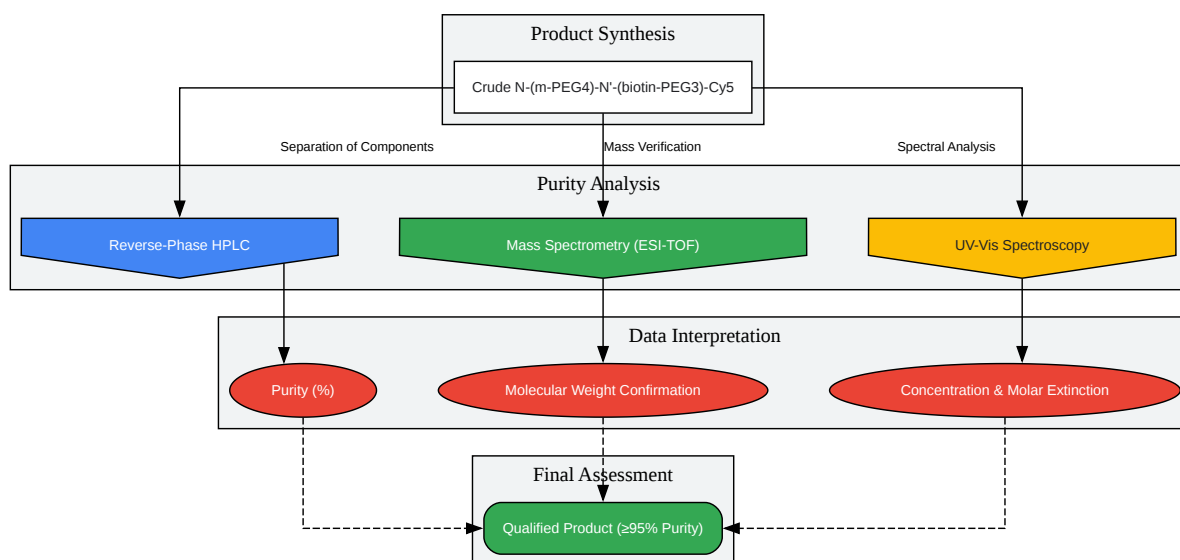 Product Synthesis
Crude N-(m-PEG4)-N'-(biotin-PEG3)-Cy5
Separation of Components
Mass Verification
Spectral Analysis
Purity Analysis
Reverse-Phase HPLC
Mass Spectrometry (ESI-TOF)
UV-Vis Spectroscopy
Data Interpretation
Purity (%)
Molecular Weight Confirmation
Concentration & Molar Extinction
Final Assessment
Qualified Product (≥95% Purity)